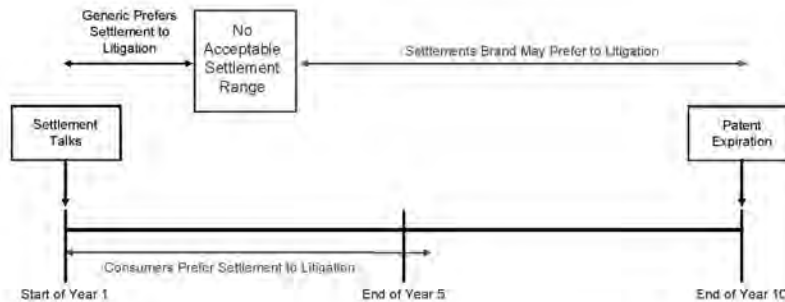 Generic Prefers
Settlement to
Litigation
No
Acceptable
Settlement
Range
Settlements Brand May Prefer to Litigation
Settlement
Talks
Patent
Expiration
Consumers Prefer Settlement to Litigation
Start of Year 1
End of Year 5
End of Year 10